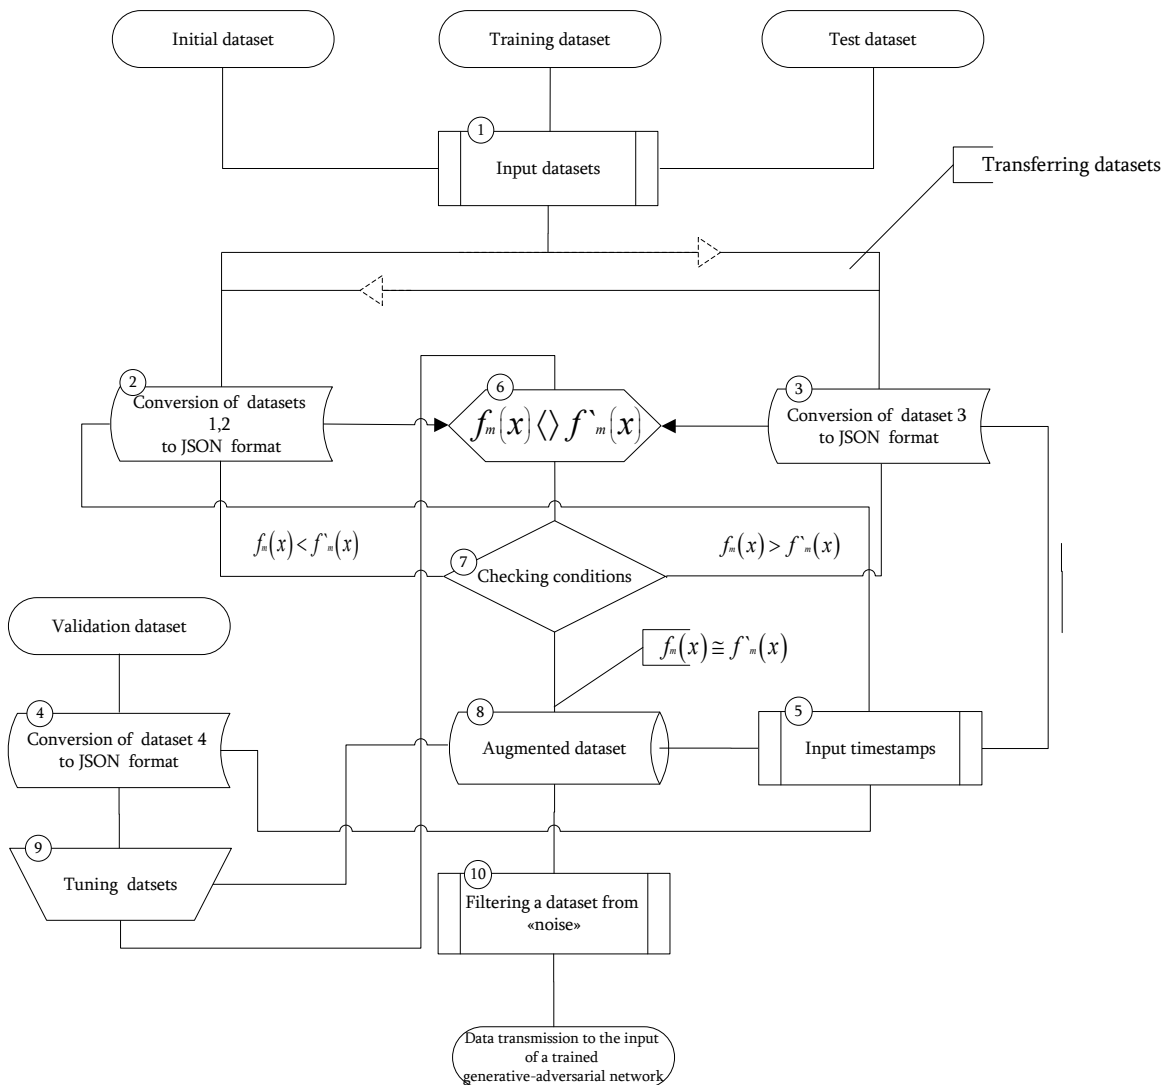 Initial dataset
Training dataset
Test dataset
1
Input datasets
Transferring datasets
2
Conversion of datasets
1,2
to JSON format
6
fₘ(x)⟨⟩f`ₘ(x)
3
Conversion of dataset 3
to JSON format
fₘ(x)<f`ₘ(x)
fₘ(x)>f`ₘ(x)
7
Checking conditions
Validation dataset
fₘ(x)≅f`ₘ(x)
4
Conversion of dataset 4
to JSON format
8
Augmented dataset
5
Input timestamps
9
Tuning datsets
10
Filtering a dataset from
«noise»
Data transmission to the input
of a trained
generative-adversarial network